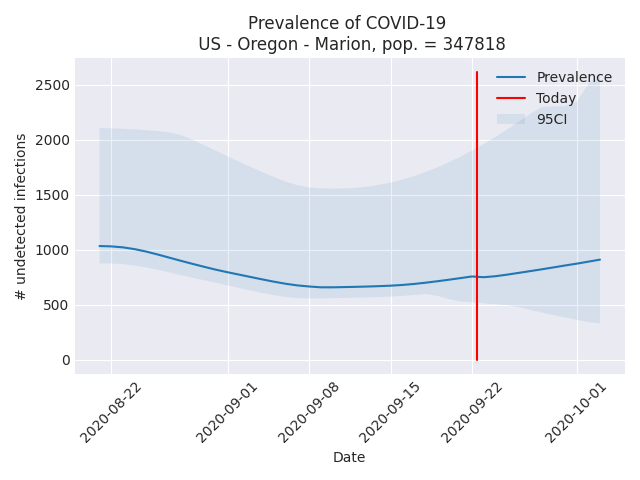 Prevalence of COVID-19
US - Oregon - Marion, pop. = 347818
# undetected infections
2500
2000
1500
1000
500
0
Prevalence
Today
95CI
2020-08-22
2020-09-01
2020-09-08
2020-09-15
2020-09-22
2020-10-01
Date